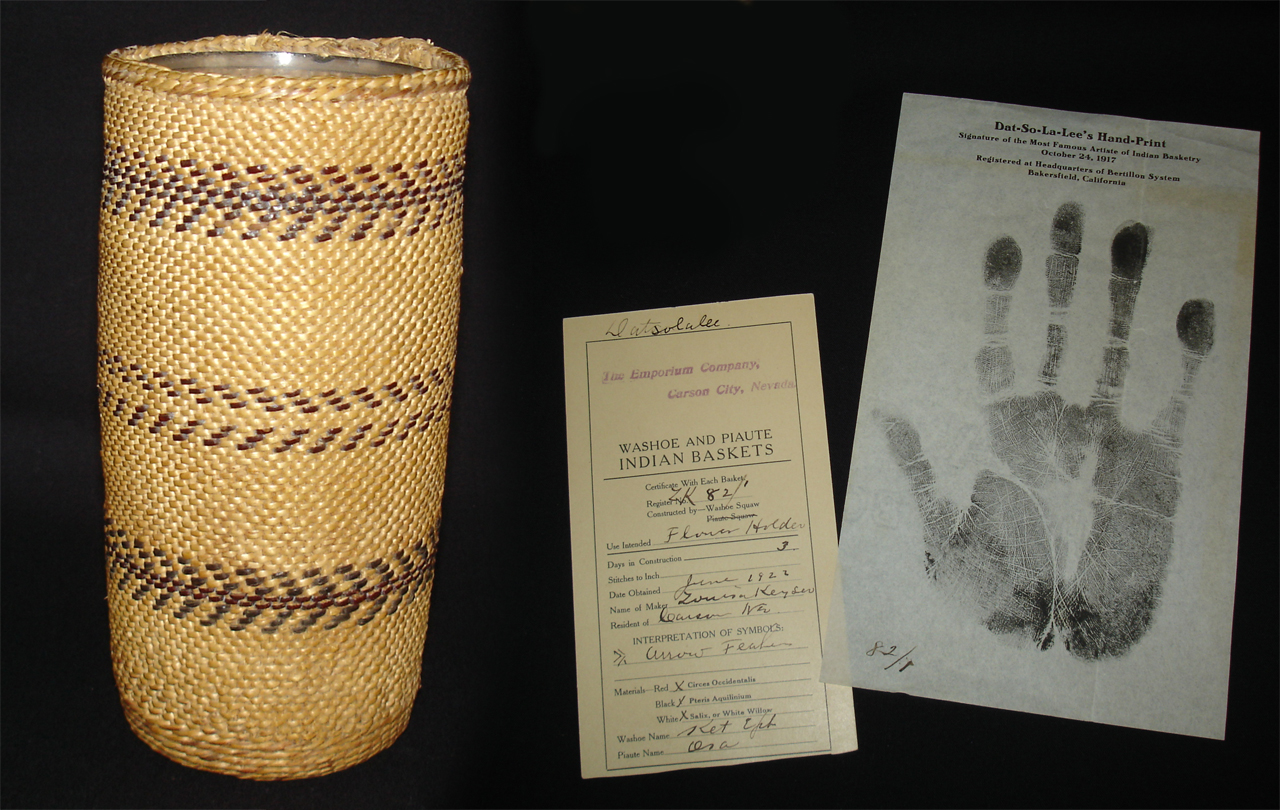 Datsolalee.
The Emporium Company,
Carson City, Nevada
WASHOE AND PIAUTE
INDIAN BASKETS
Certificate With Each Basket
Register No. LK 82/1
Constructed by—Washoe Squaw
Piaute Squaw
Use Intended Flower Holder
Days in Construction 3
Stitches to Inch
Date Obtained June 1922
Name of Maker Louisa Keyser
Resident of Carson Nev
INTERPRETATION OF SYMBOLS:
Arrow Feather
Materials—Red X Circes Occidentalis
Black Y Pteris Aquilinium
White X Salix, or White Willow
Washoe Name
Piaute Name
Dat-So-La-Lee's Hand-Print
Signature of the Most Famous Artiste of Indian Basketry
October 24, 1917
Registered at Headquarters of Bertillon System
Bakersfield, California
82/1